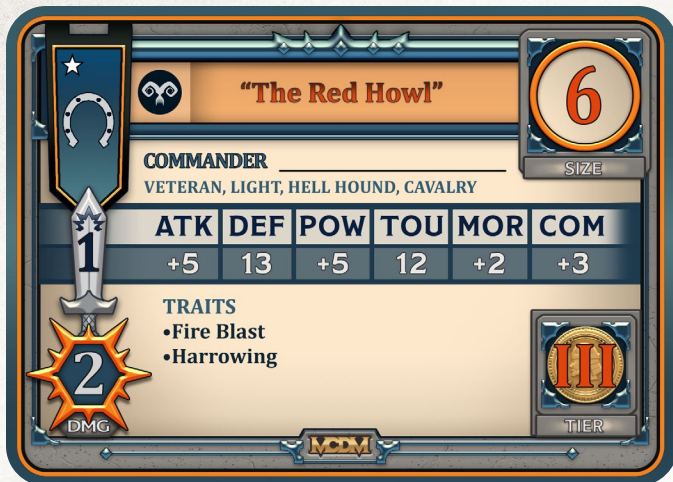 “The Red Howl”
6
SIZE
COMMANDER
VETERAN, LIGHT, HELL HOUND, CAVALRY
1
ATK DEF POW TOU MOR COM
+5 13 +5 12 +2 +3
TRAITS
•Fire Blast
•Harrowing
2
DMG
III
TIER
MCDM